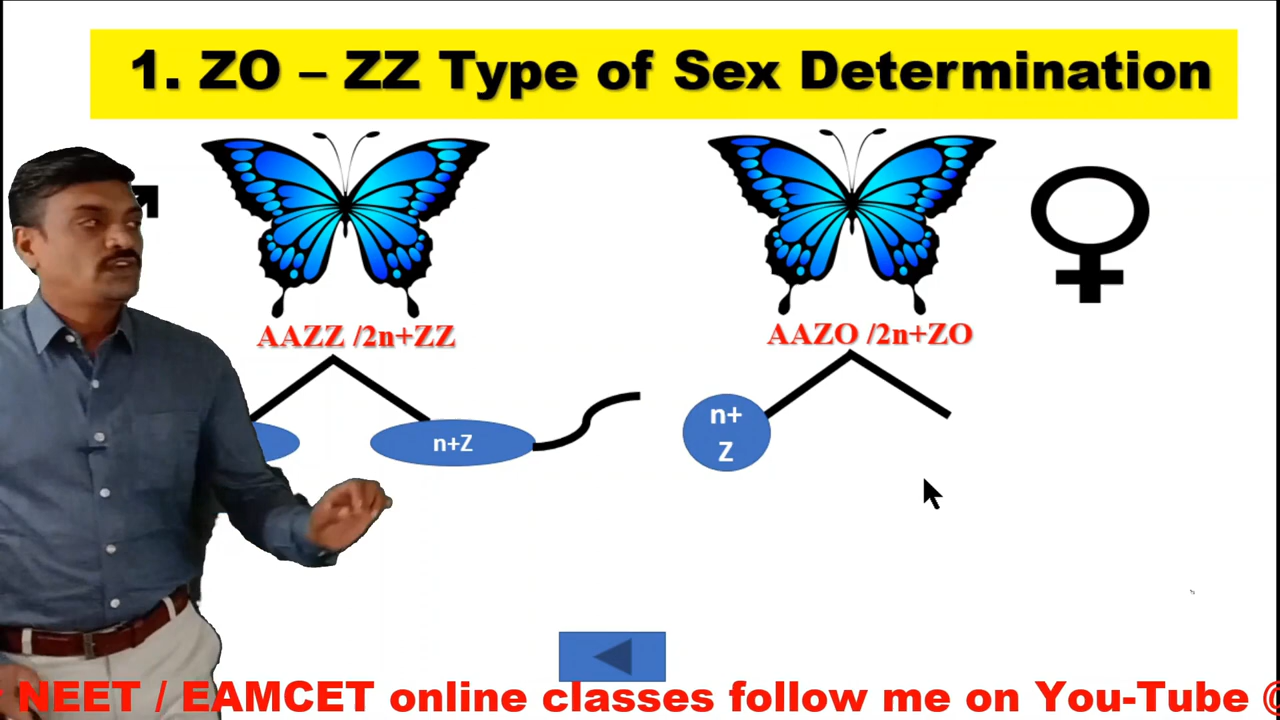 1. ZO – ZZ Type of Sex Determination
AAZZ /2n+ZZ
AAZO /2n+ZO
n+Z
n+
Z
NEET / EAMCET online classes follow me on You-Tube @